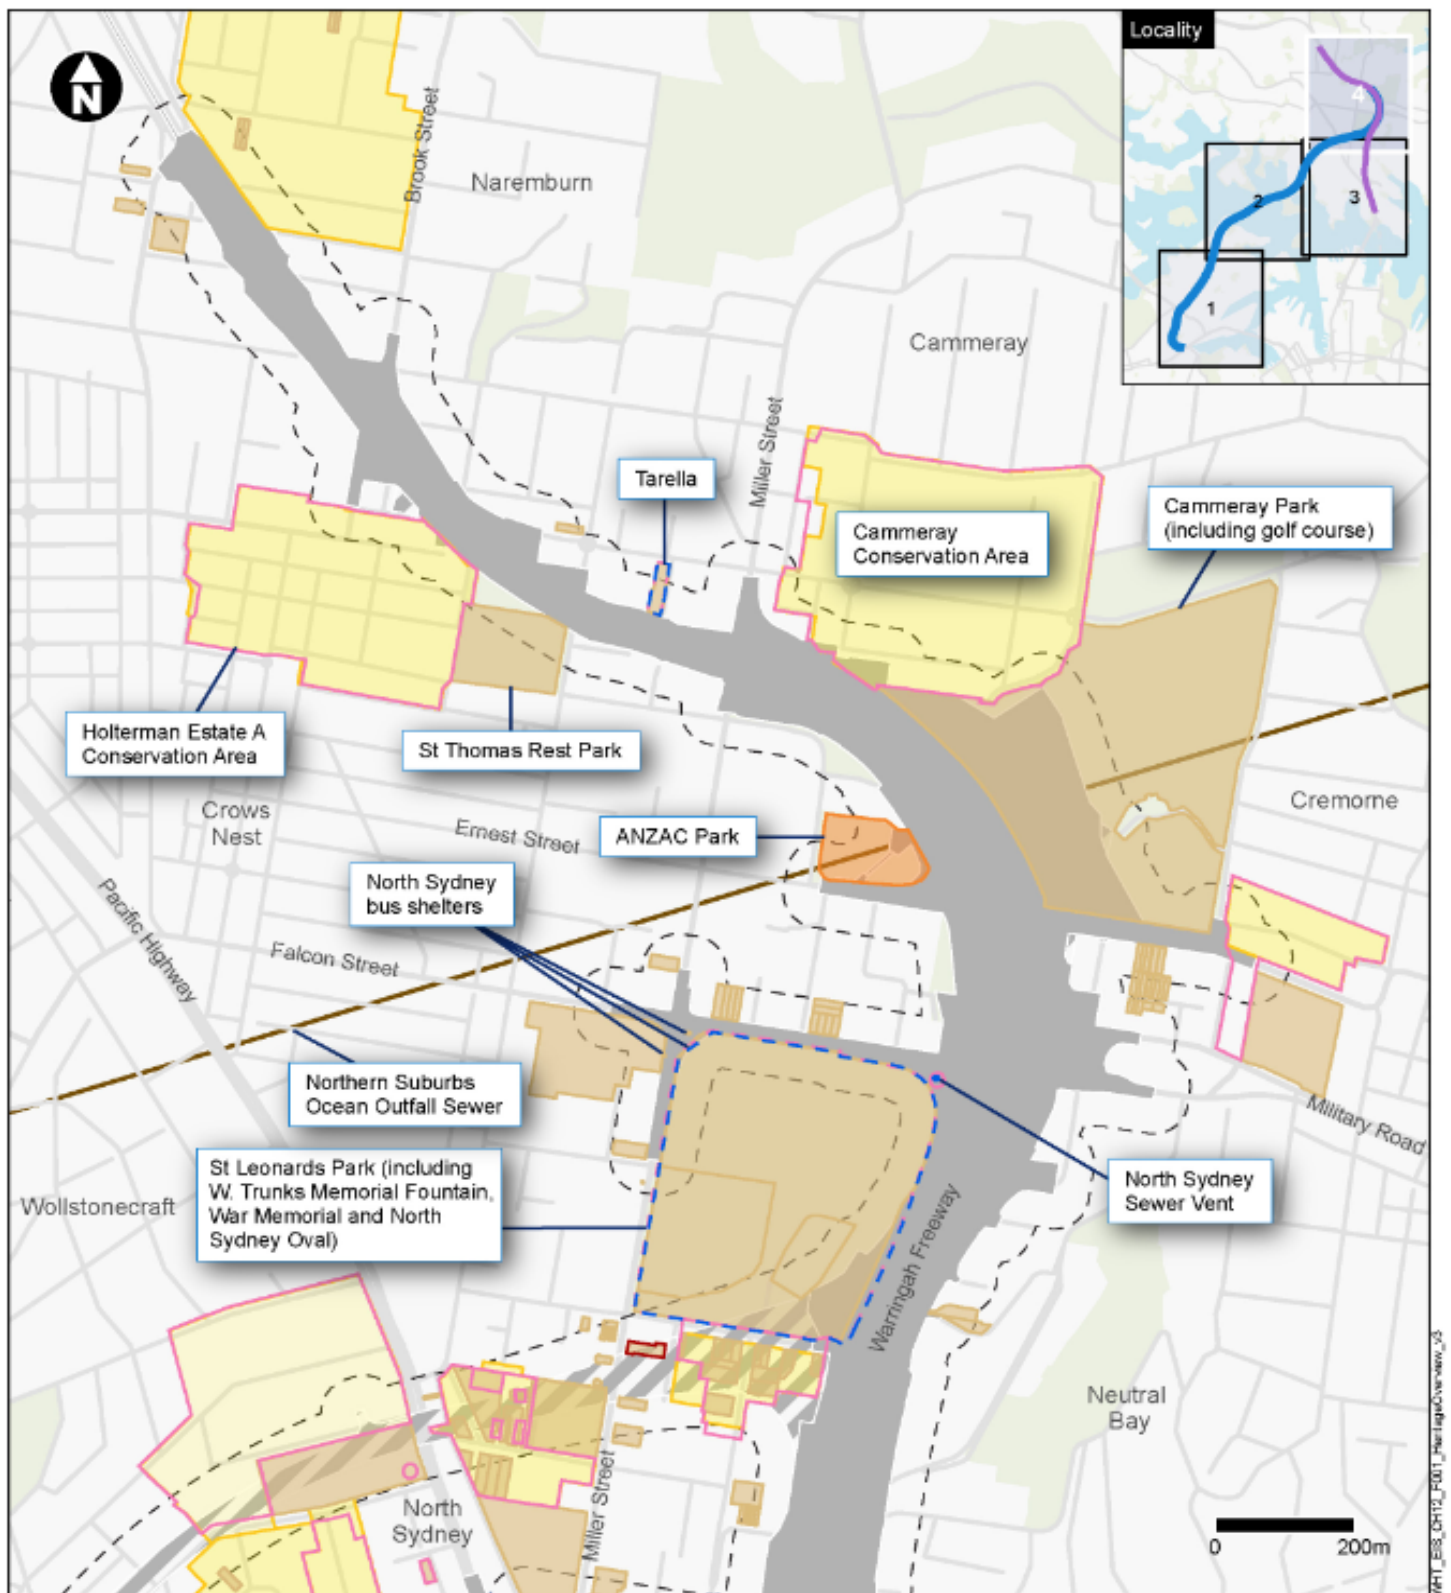 Locality
N
4
3
2
1
Brook Street
Naremburn
Cammeray
Miller Street
Tarella
Cammeray
Conservation Area
Cammeray Park
(including golf course)
Holterman Estate A
Conservation Area
St Thomas Rest Park
Crows
Nest
Cremorne
Ernest Street
ANZAC Park
North Sydney
bus shelters
Pacific Highway
Falcon Street
Northern Suburbs
Ocean Outfall Sewer
Military Road
St Leonards Park (including
W. Trunks Memorial Fountain,
War Memorial and North
Sydney Oval)
North Sydney
Sewer Vent
Wollstonecraft
Warringah Freeway
Neutral
Bay
North
Sydney
Miller Street
0 200m